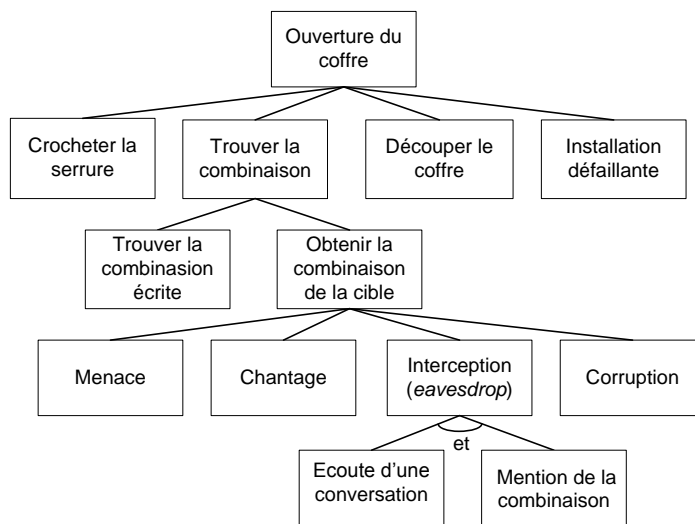 Ouverture du
coffre
Crocheter la
serrure
Trouver la
combinaison
Découper le
coffre
Installation
défaillante
Trouver la
combinasion
écrite
Obtenir la
combinaison
de la cible
Menace
Chantage
Interception
(eavesdrop)
Corruption
et
Ecoute d'une
conversation
Mention de la
combinaison